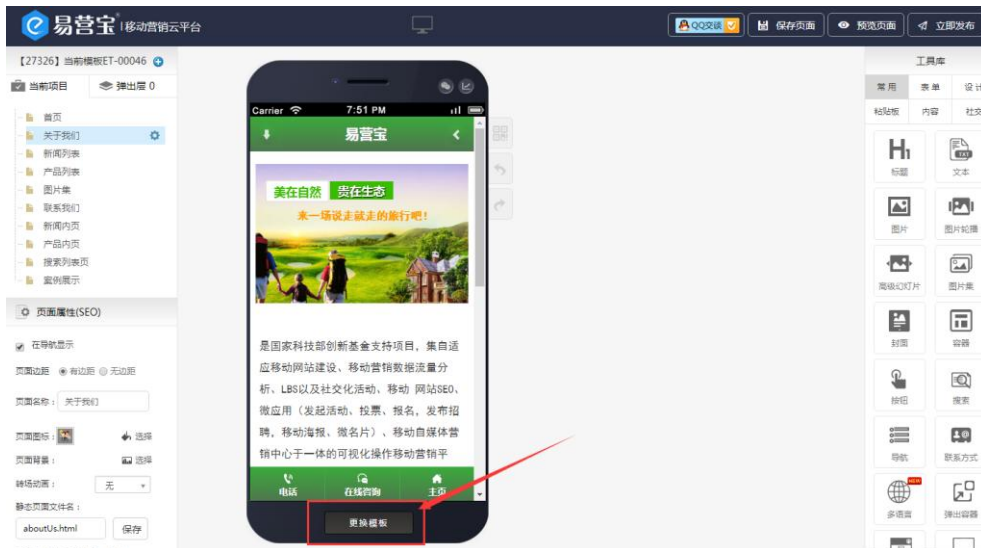 易营宝 移动营销云平台
QQ交谈 保存页面 预览页面 立即发布
【27326】当前模板ET-00046
当前项目 弹出层 0
首页
关于我们
新闻列表
产品列表
图片集
联系我们
新闻内页
产品内页
搜索列表页
案例展示
页面属性(SEO)
在导航显示
页面边距 有边距 无边距
页面名称： 关于我们
页面图标： 选择
页面背景： 选择
转场动画： 无
静态页面文件名：
aboutUs.html 保存
Carrier 7:51 PM
易营宝
美在自然 贵在生态
来一场说走就走的旅行吧！
是国家科技部创新基金支持项目，集自适
应移动网站建设、移动营销数据流量分
析、LBS以及社交化活动、移动 网站SEO、
微应用（发起活动、投票、报名，发布招
聘，移动海报、微名片）、移动自媒体营
销中心于一体的可视化操作移动营销平
电话 在线咨询 主页
更换模板
工具库
常用 表单 设计
粘贴板 内容 社交
H1 TXT
标题 文本
图片 图片轮播
高级幻灯片 图片集
封面 容器
按钮 搜索
导航 联系方式
NEW
多语言 弹出容器